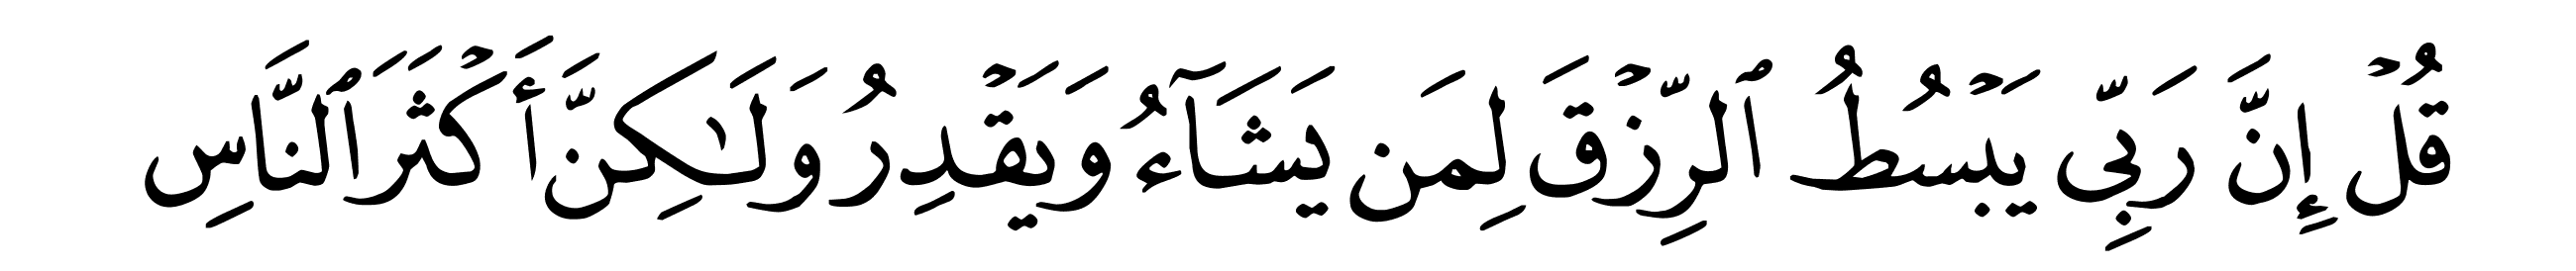 قُلۡ إِنَّ رَبِّي يَبۡسُطُ ٱلرِّزۡقَ لِمَن يَشَآءُ وَيَقۡدِرُ وَلَٰكِنَّ أَكۡثَرَ ٱلنَّاسِ